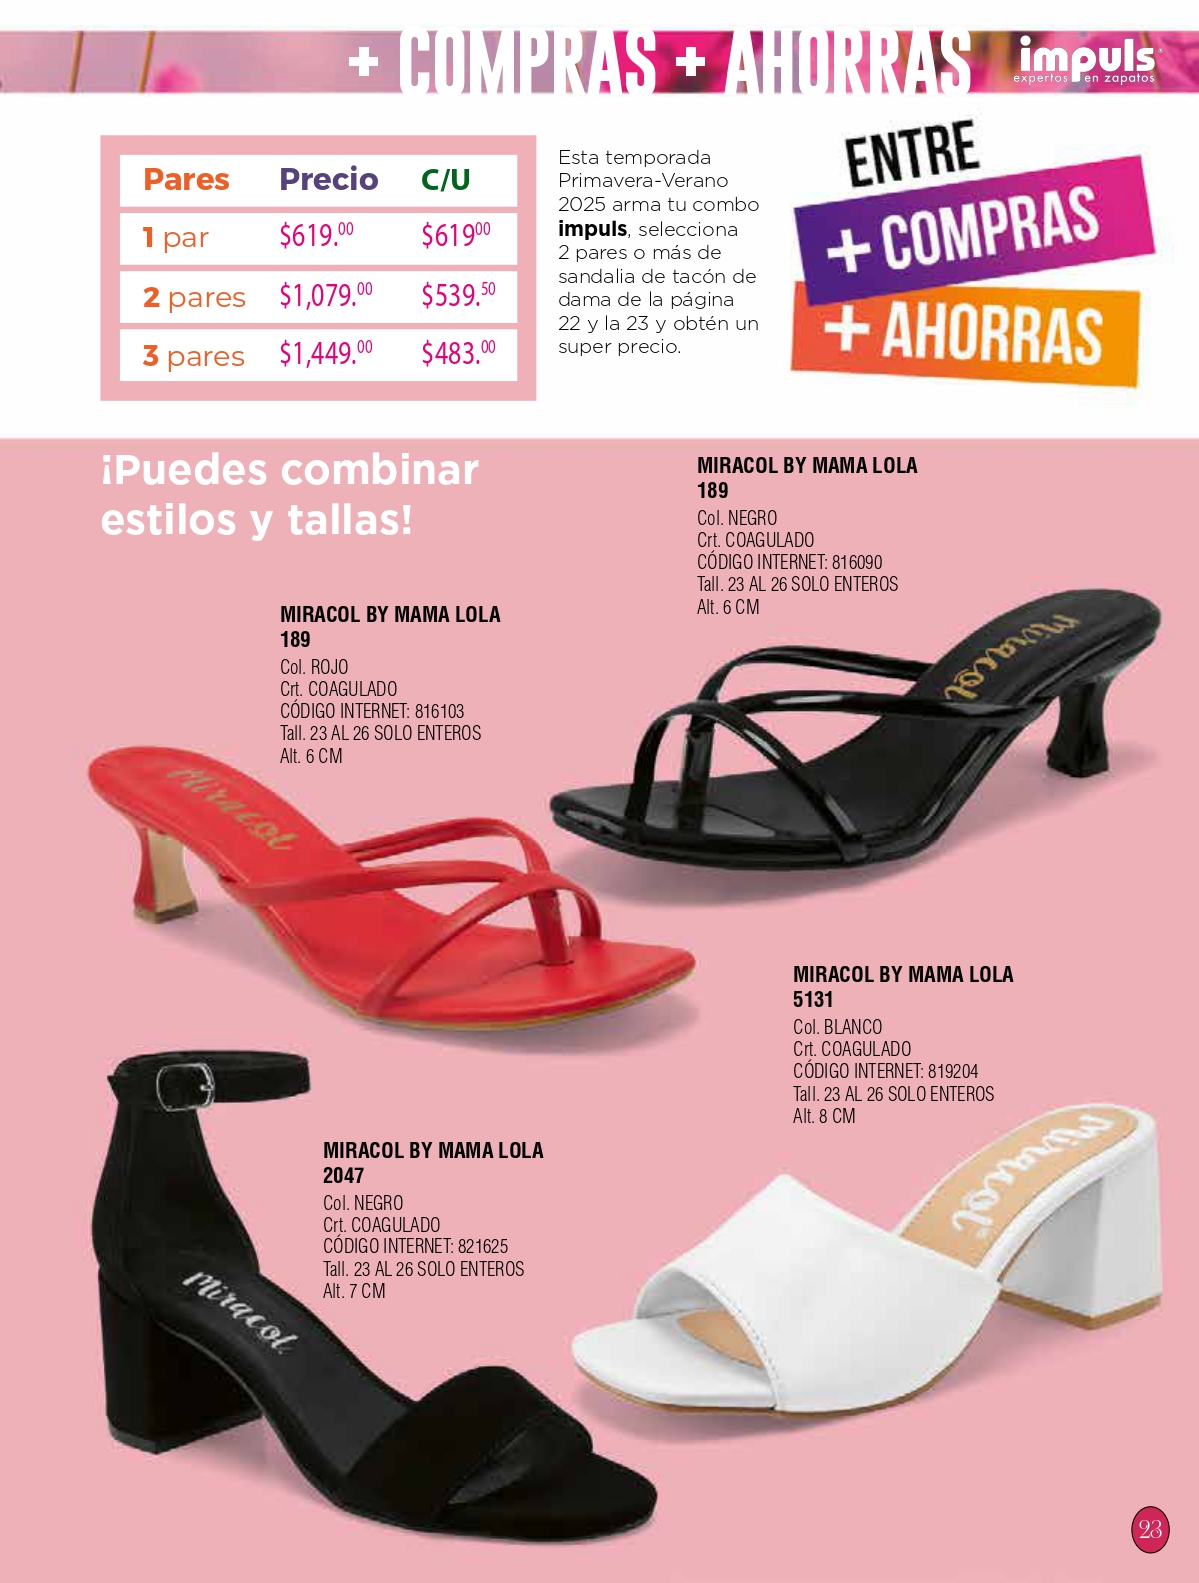 + COMPRAS + AHORRAS
impuls
expertos en zapatos
Pares Precio C/U
1 par $619.00 $619 00
2 pares $1,079.00 $539.50
3 pares $1,449.00 $483.00
Esta temporada
Primavera-Verano
2025 arma tu combo
impuls, selecciona
2 pares o más de
sandalia de tacón de
dama de la página
22 y la 23 y obtén un
super precio.
ENTRE
+ COMPRAS
+ AHORRAS
¡Puedes combinar
estilos y tallas!
MIRACOL BY MAMA LOLA
189
Col. NEGRO
Crt. COAGULADO
CÓDIGO INTERNET: 816090
Tall. 23 AL 26 SOLO ENTEROS
Alt. 6 CM
miracol
MIRACOL BY MAMA LOLA
189
Col. ROJO
Crt. COAGULADO
CÓDIGO INTERNET: 816103
Tall. 23 AL 26 SOLO ENTEROS
Alt. 6 CM
miracol
MIRACOL BY MAMA LOLA
5131
Col. BLANCO
Crt. COAGULADO
CÓDIGO INTERNET: 819204
Tall. 23 AL 26 SOLO ENTEROS
Alt. 8 CM
miracol
MIRACOL BY MAMA LOLA
2047
Col. NEGRO
Crt. COAGULADO
CÓDIGO INTERNET: 821625
Tall. 23 AL 26 SOLO ENTEROS
Alt. 7 CM
miracol
23